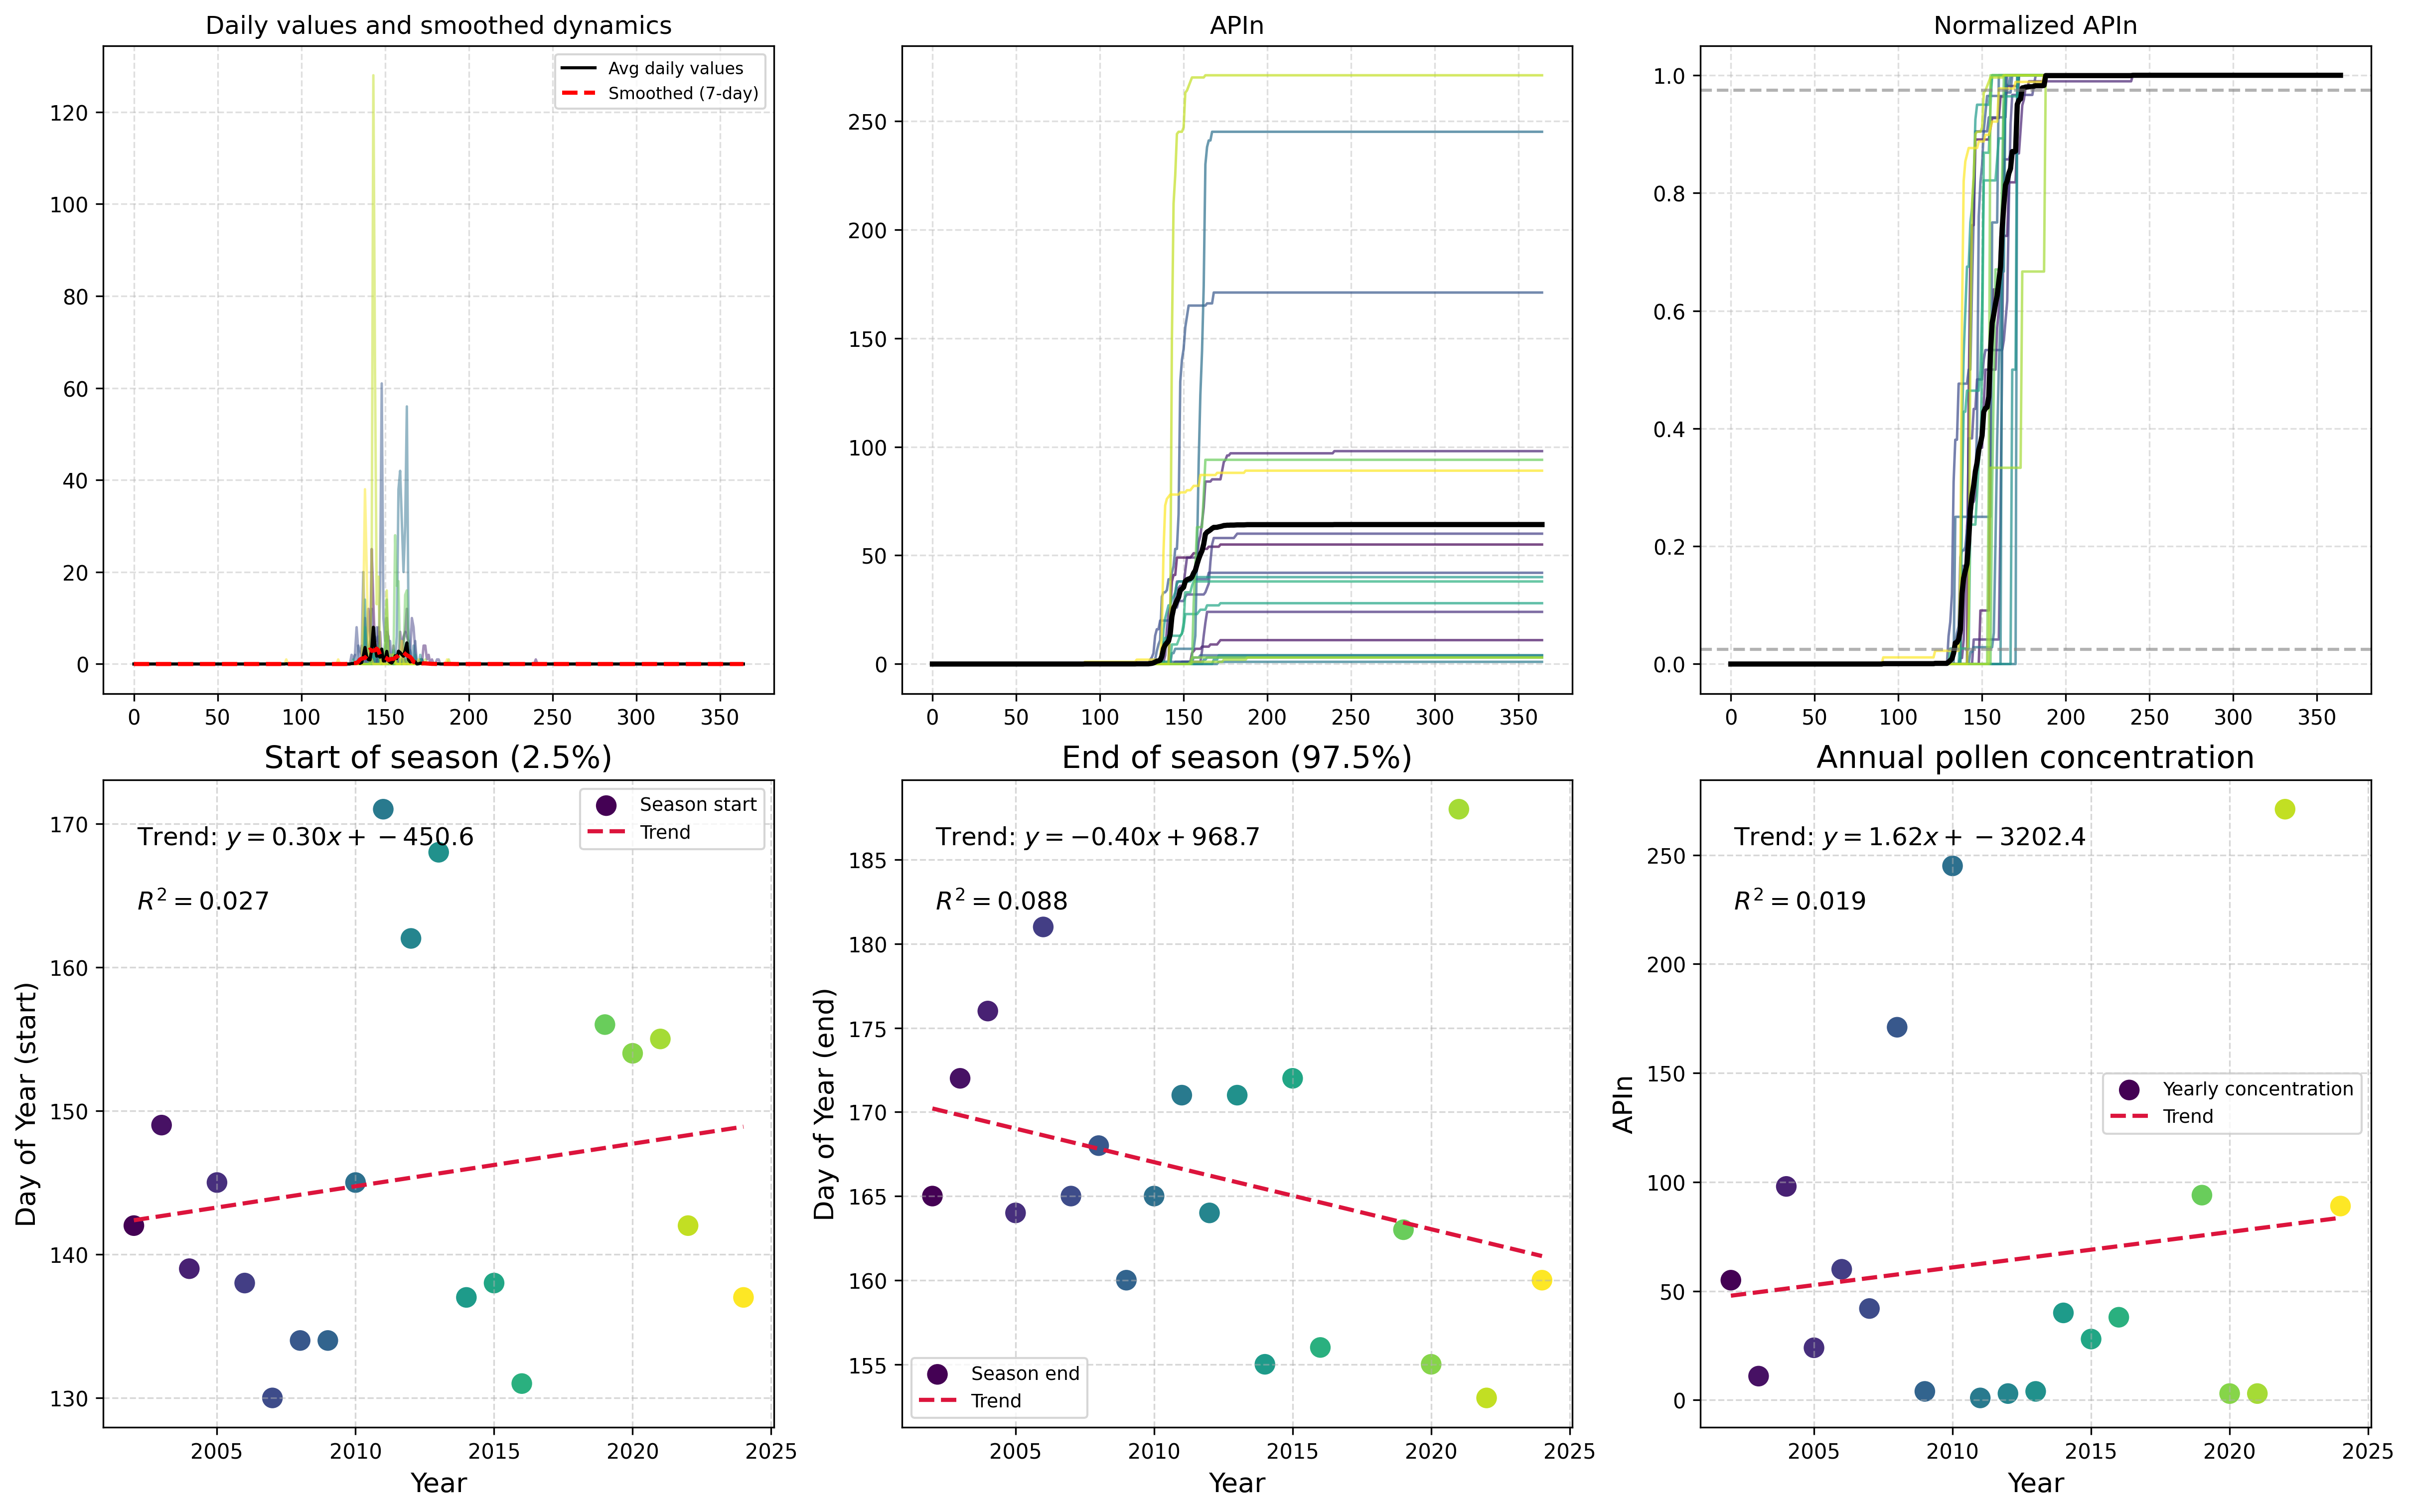 Daily values and smoothed dynamics
Avg daily values
Smoothed (7-day)
120
100
80
60
40
20
0
0 50 100 150 200 250 300 350
APIn
250
200
150
100
50
0
0 50 100 150 200 250 300 350
Normalized APIn
1.0
0.8
0.6
0.4
0.2
0.0
0 50 100 150 200 250 300 350
Start of season (2.5%)
Season start
Trend
Trend: y = 0.30x + −450.6
R² = 0.027
Day of Year (start)
170
160
150
140
130
2005 2010 2015 2020 2025
Year
End of season (97.5%)
Trend: y = −0.40x + 968.7
R² = 0.088
Day of Year (end)
185
180
175
170
165
160
155
Season end
Trend
2005 2010 2015 2020 2025
Year
Annual pollen concentration
Trend: y = 1.62x + −3202.4
R² = 0.019
APIn
250
200
150
100
50
0
Yearly concentration
Trend
2005 2010 2015 2020 2025
Year